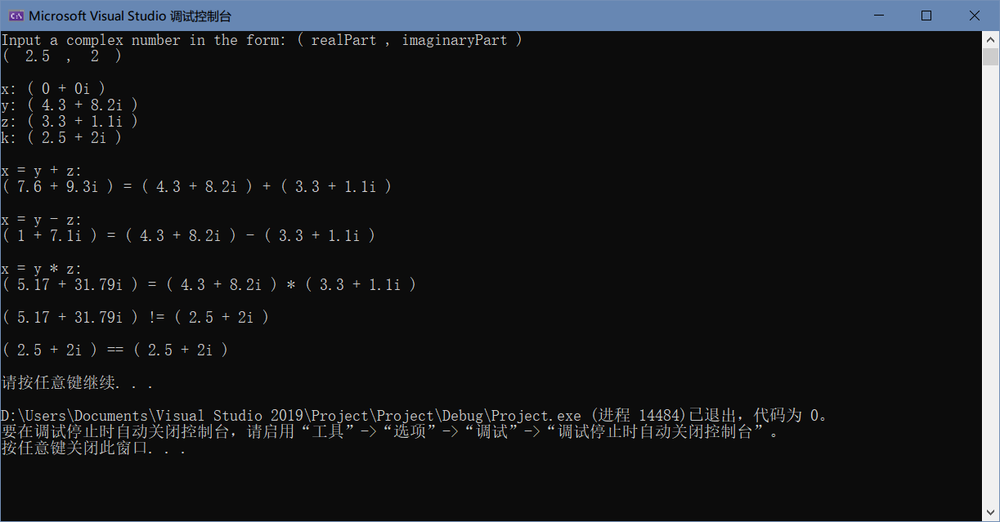 Microsoft Visual Studio 调试控制台
Input a complex number in the form: ( realPart , imaginaryPart )
(  2.5  ,  2  )
x: ( 0 + 0i )
y: ( 4.3 + 8.2i )
z: ( 3.3 + 1.1i )
k: ( 2.5 + 2i )
x = y + z:
( 7.6 + 9.3i ) = ( 4.3 + 8.2i ) + ( 3.3 + 1.1i )
x = y - z:
( 1 + 7.1i ) = ( 4.3 + 8.2i ) - ( 3.3 + 1.1i )
x = y * z:
( 5.17 + 31.79i ) = ( 4.3 + 8.2i ) * ( 3.3 + 1.1i )
( 5.17 + 31.79i ) != ( 2.5 + 2i )
( 2.5 + 2i ) == ( 2.5 + 2i )
请按任意键继续. . .
D:\Users\Documents\Visual Studio 2019\Project\Project\Debug\Project.exe (进程 14484)已退出，代码为 0。
要在调试停止时自动关闭控制台，请启用“工具”->“选项”->“调试”->“调试停止时自动关闭控制台”。
按任意键关闭此窗口. . .